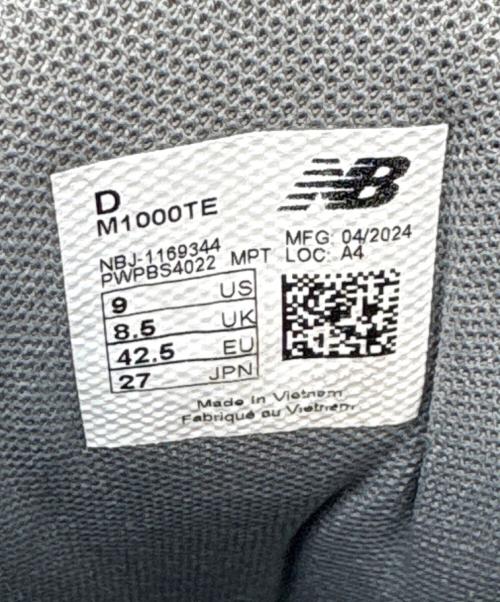 D
M1000TE
NBJ-1169344
PWPBS4022 MPT
MFG: 04/2024
LOC: A4
9 US
8.5 UK
42.5 EU
27 JPN
Made in Vietnam
Fabriqué au Vietnam
NB